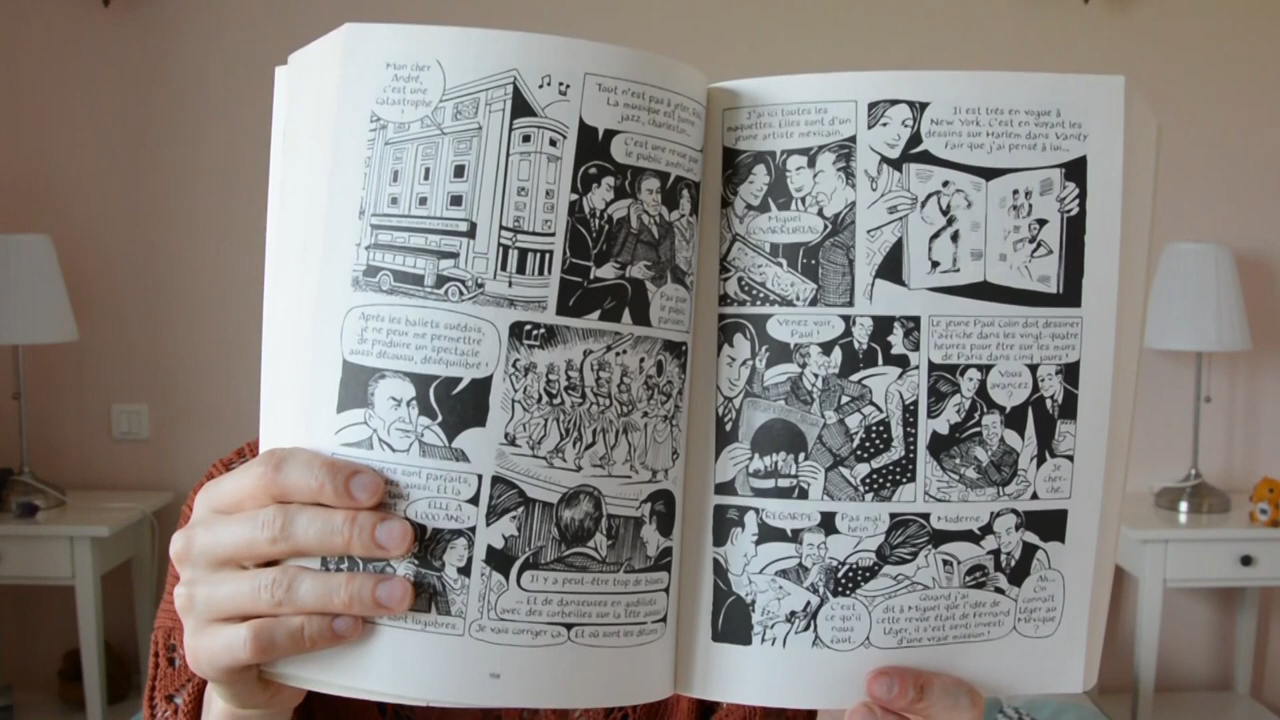 Mon cher
André,
c'est une
catastrophe
!
Tout n'est pas à jeter,
La musique est bonne
jazz, charleston...
C'est une revue pour
le public américain.
Pas pour
le public
parisien.
Après les ballets suédois,
je ne peux me permettre
de produire un spectacle
aussi décousu, déséquilibré !
sont parfaits,
aussi. Et la
ELLE A
1000 ANS !
sont lugubres.
Il y a peut-être trop de blues
... Et de danseuses en godillots
avec des corbeilles sur la tête aussi !
Je vais corriger ça.
Et où sont les décors
J'ai ici toutes les
maquettes. Elles sont d'un
jeune artiste mexicain.
Miguel
COVARRUBIAS.
Il est très en vogue à
New York. C'est en voyant les
dessins sur Harlem dans Vanity
Fair que j'ai pensé à lui...
Venez voir,
Paul !
Le jeune Paul Colin doit dessiner
l'affiche dans les vingt-quatre
heures pour être sur les murs
de Paris dans cinq jours !
Vous
avancez
?
Je
cher-
che.
REGARDE.
Pas mal,
hein ?
Moderne.
C'est
ce qu'il
nous
faut.
Quand j'ai
dit à Miguel que l'idée de
cette revue était de Fernand
Léger, il s'est senti investi
d'une vraie mission !
Ah...
On
connaît
Léger au
Mexique
?